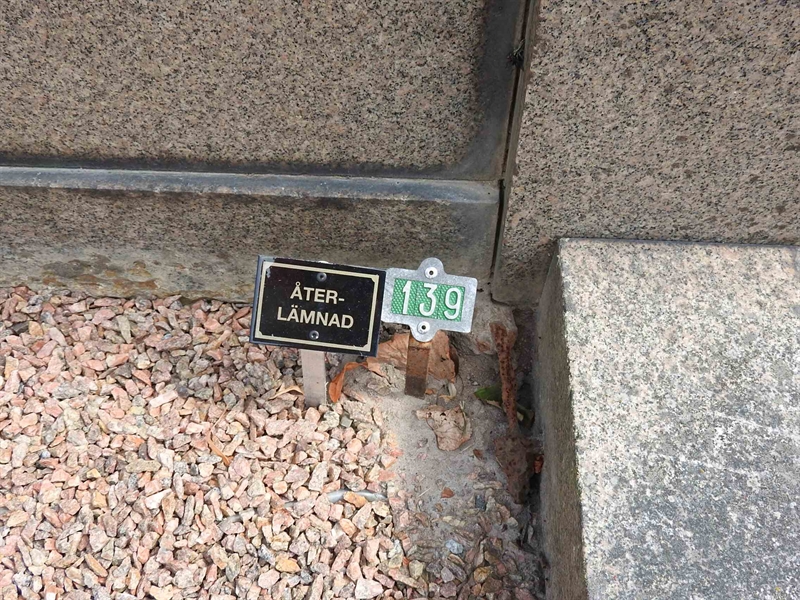 ÅTER-
LÄMNAD
139